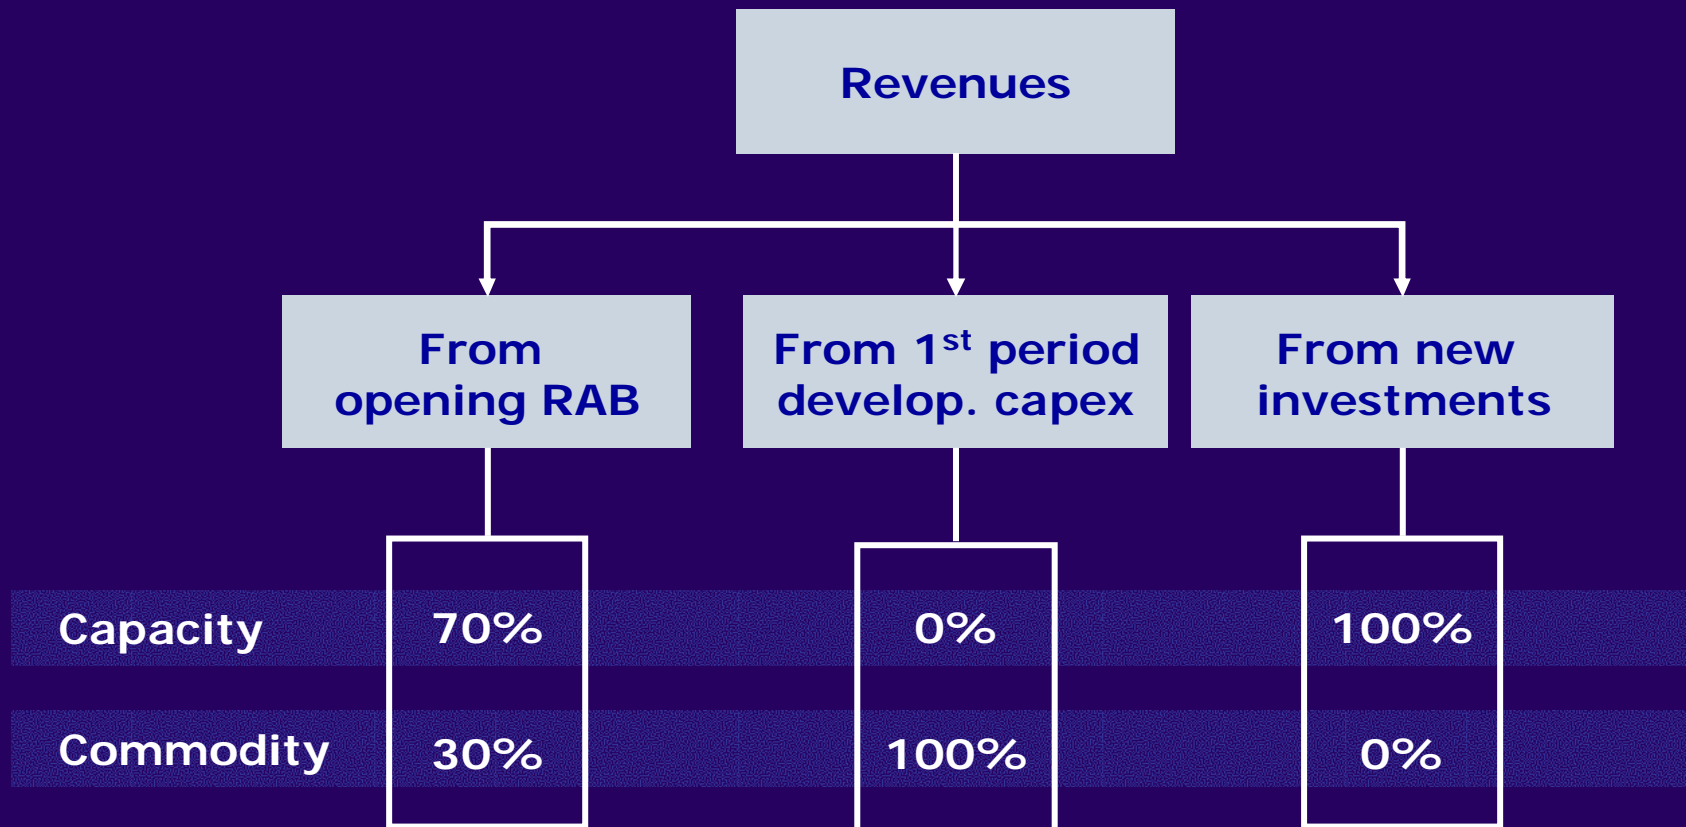 Revenues
From
opening RAB
From 1st period
develop. capex
From new
investments
Capacity 70% 0% 100%
Commodity 30% 100% 0%